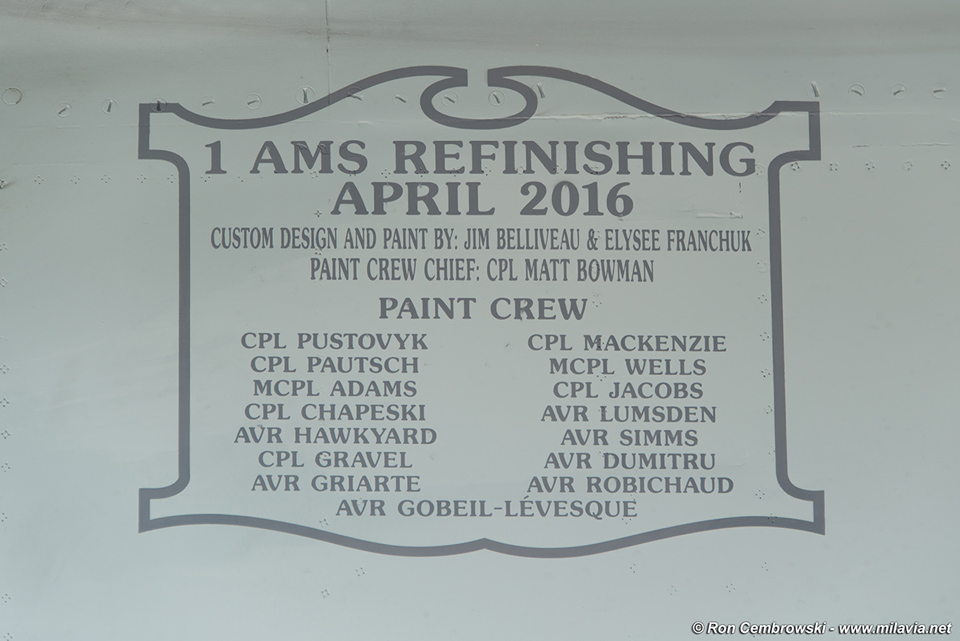 1 AMS REFINISHING
APRIL 2016
CUSTOM DESIGN AND PAINT BY: JIM BELLIVEAU & ELYSEE FRANCHUK
PAINT CREW CHIEF: CPL MATT BOWMAN
PAINT CREW
CPL PUSTOVYK
CPL PAUTSCH
MCPL ADAMS
CPL CHAPESKI
AVR HAWKYARD
CPL GRAVEL
AVR GRIARTE
CPL MACKENZIE
MCPL WELLS
CPL JACOBS
AVR LUMSDEN
AVR SIMMS
AVR DUMITRU
AVR ROBICHAUD
AVR GOBEIL-LÉVESQUE
© Ron Cembrowski - www.milavia.net